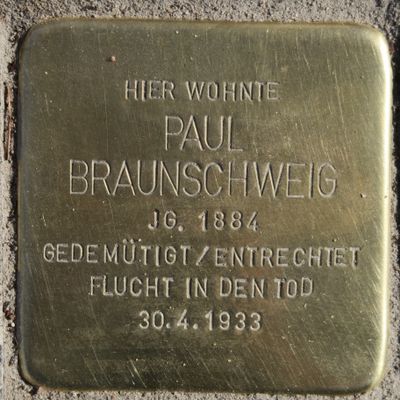 HIER WOHNTE
PAUL
BRAUNSCHWEIG
JG. 1884
GEDEMÜTIGT/ENTRECHTET
FLUCHT IN DEN TOD
30.4.1933